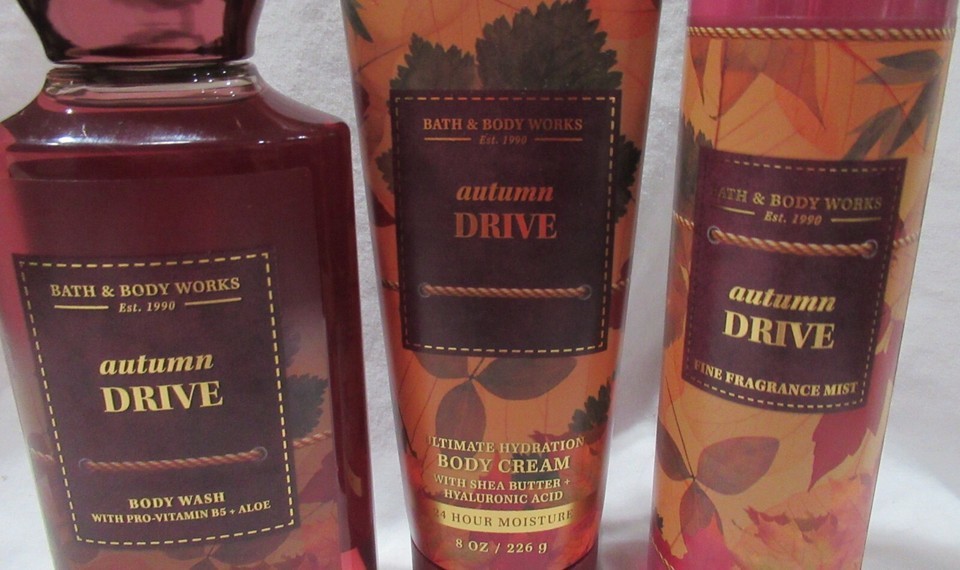 BATH & BODY WORKS
Est. 1990
autumn
DRIVE
BODY WASH
WITH PRO-VITAMIN B5 + ALOE
BATH & BODY WORKS
Est. 1990
autumn
DRIVE
ULTIMATE HYDRATION
BODY CREAM
WITH SHEA BUTTER +
HYALURONIC ACID
24 HOUR MOISTURE
8 OZ / 226 g
BATH & BODY WORKS
Est. 1990
autumn
DRIVE
FINE FRAGRANCE MIST